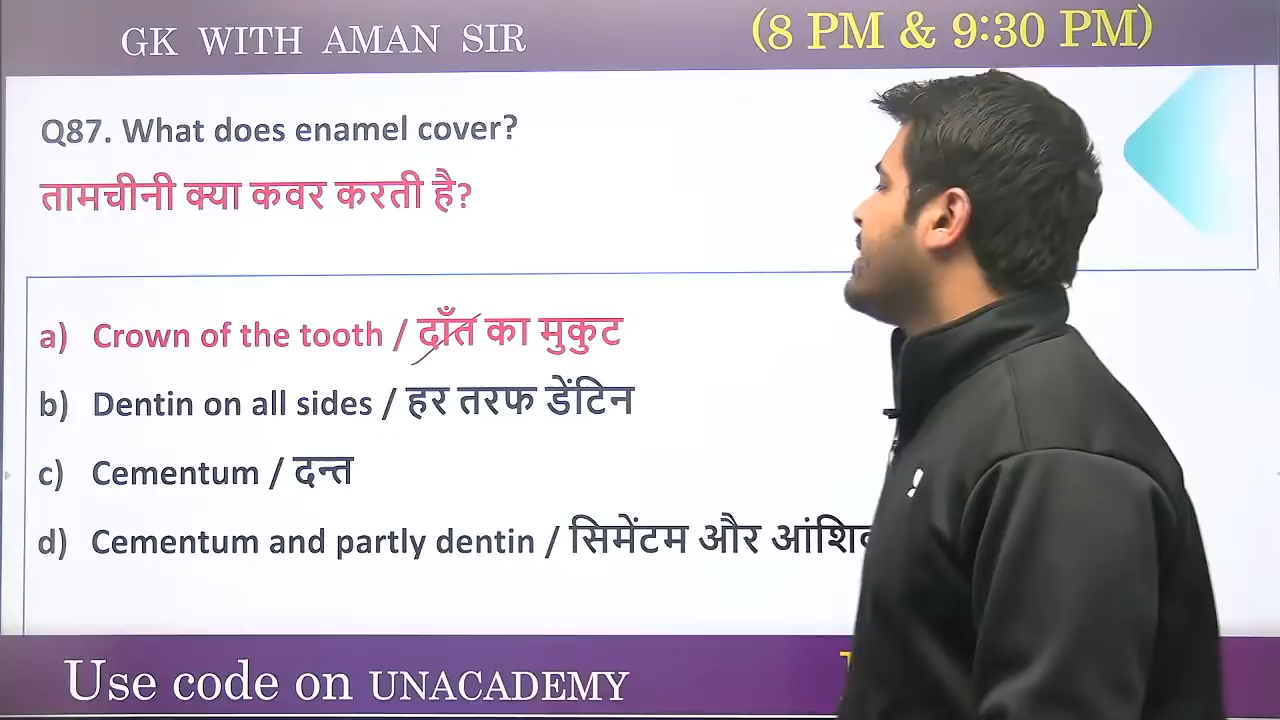 GK WITH AMAN SIR
(8 PM & 9:30 PM)
Q87. What does enamel cover?
तामचीनी क्या कवर करती है?
a) Crown of the tooth / दाँत का मुकुट
b) Dentin on all sides / हर तरफ डेंटिन
c) Cementum / दन्त
d) Cementum and partly dentin / सिमेंटम और
Use code on UNACADEMY